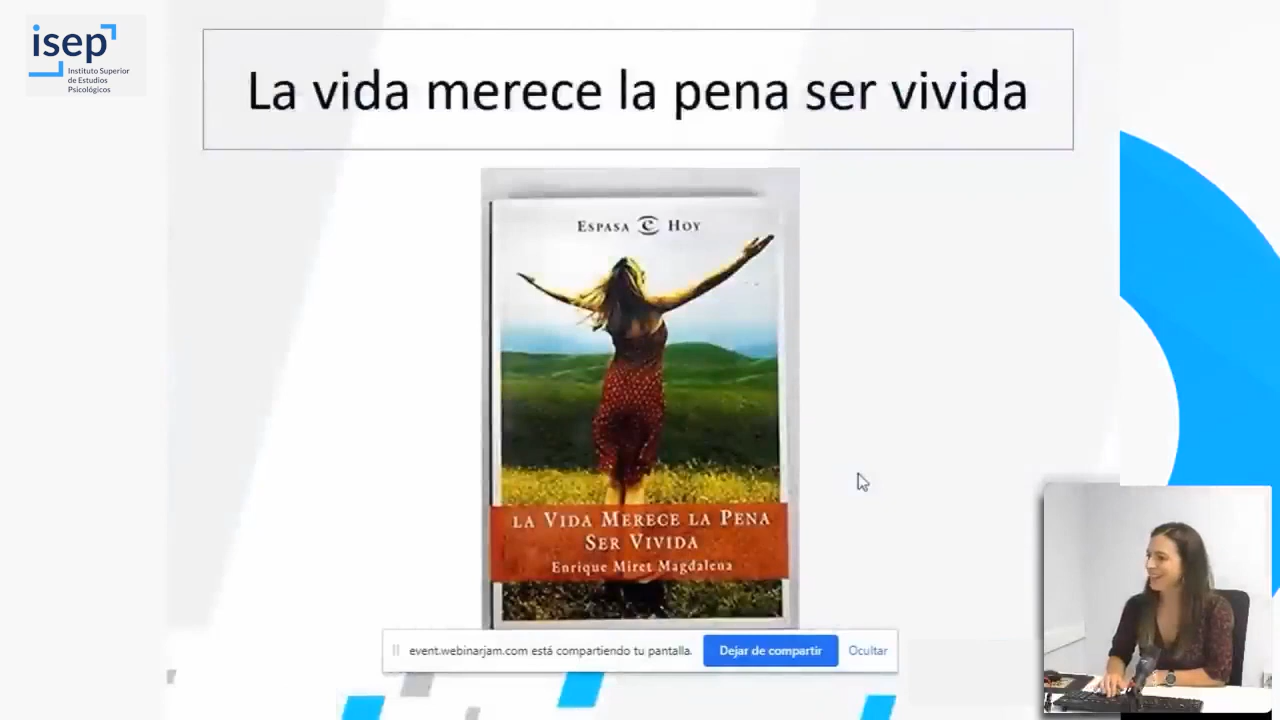 isep
Instituto Superior
de Estudios
Psicológicos
La vida merece la pena ser vivida
ESPASA HOY
LA VIDA MERECE LA PENA
SER VIVIDA
Enrique Miret Magdalena
event.webinarjam.com está compartiendo tu pantalla.
Dejar de compartir
Ocultar